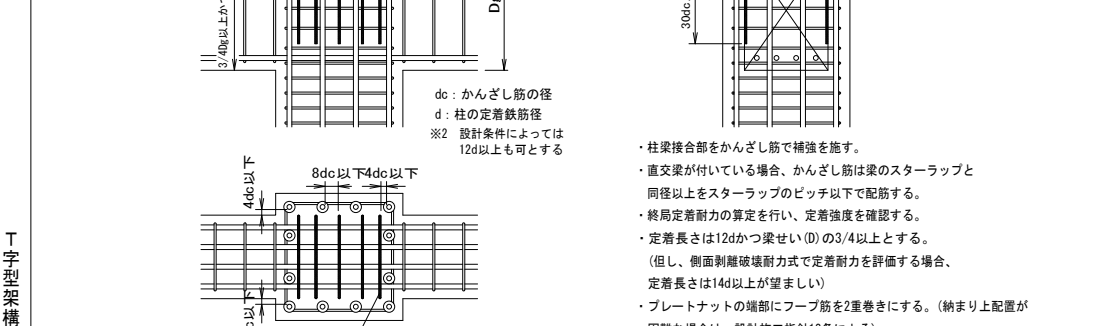 3/4Dg以上かつ
30dc
dc：かんざし筋の径
d：柱の定着鉄筋径
※2　設計条件によっては
12d以上も可とする
8dc以下
4dc以下
4dc以下
T字型架構
・柱梁接合部をかんざし筋で補強を施す。
・直交梁が付いている場合、かんざし筋は梁のスターラップと
同径以上をスターラップのピッチ以下で配筋する。
・終局定着耐力の算定を行い、定着強度を確認する。
・定着長さは12dかつ梁せい(D)の3/4以上とする。
(但し、側面剥離破壊耐力式で定着耐力を評価する場合、
定着長さは14d以上が望ましい)
・プレートナットの端部にフープ筋を2重巻きにする。(納まり上配置が